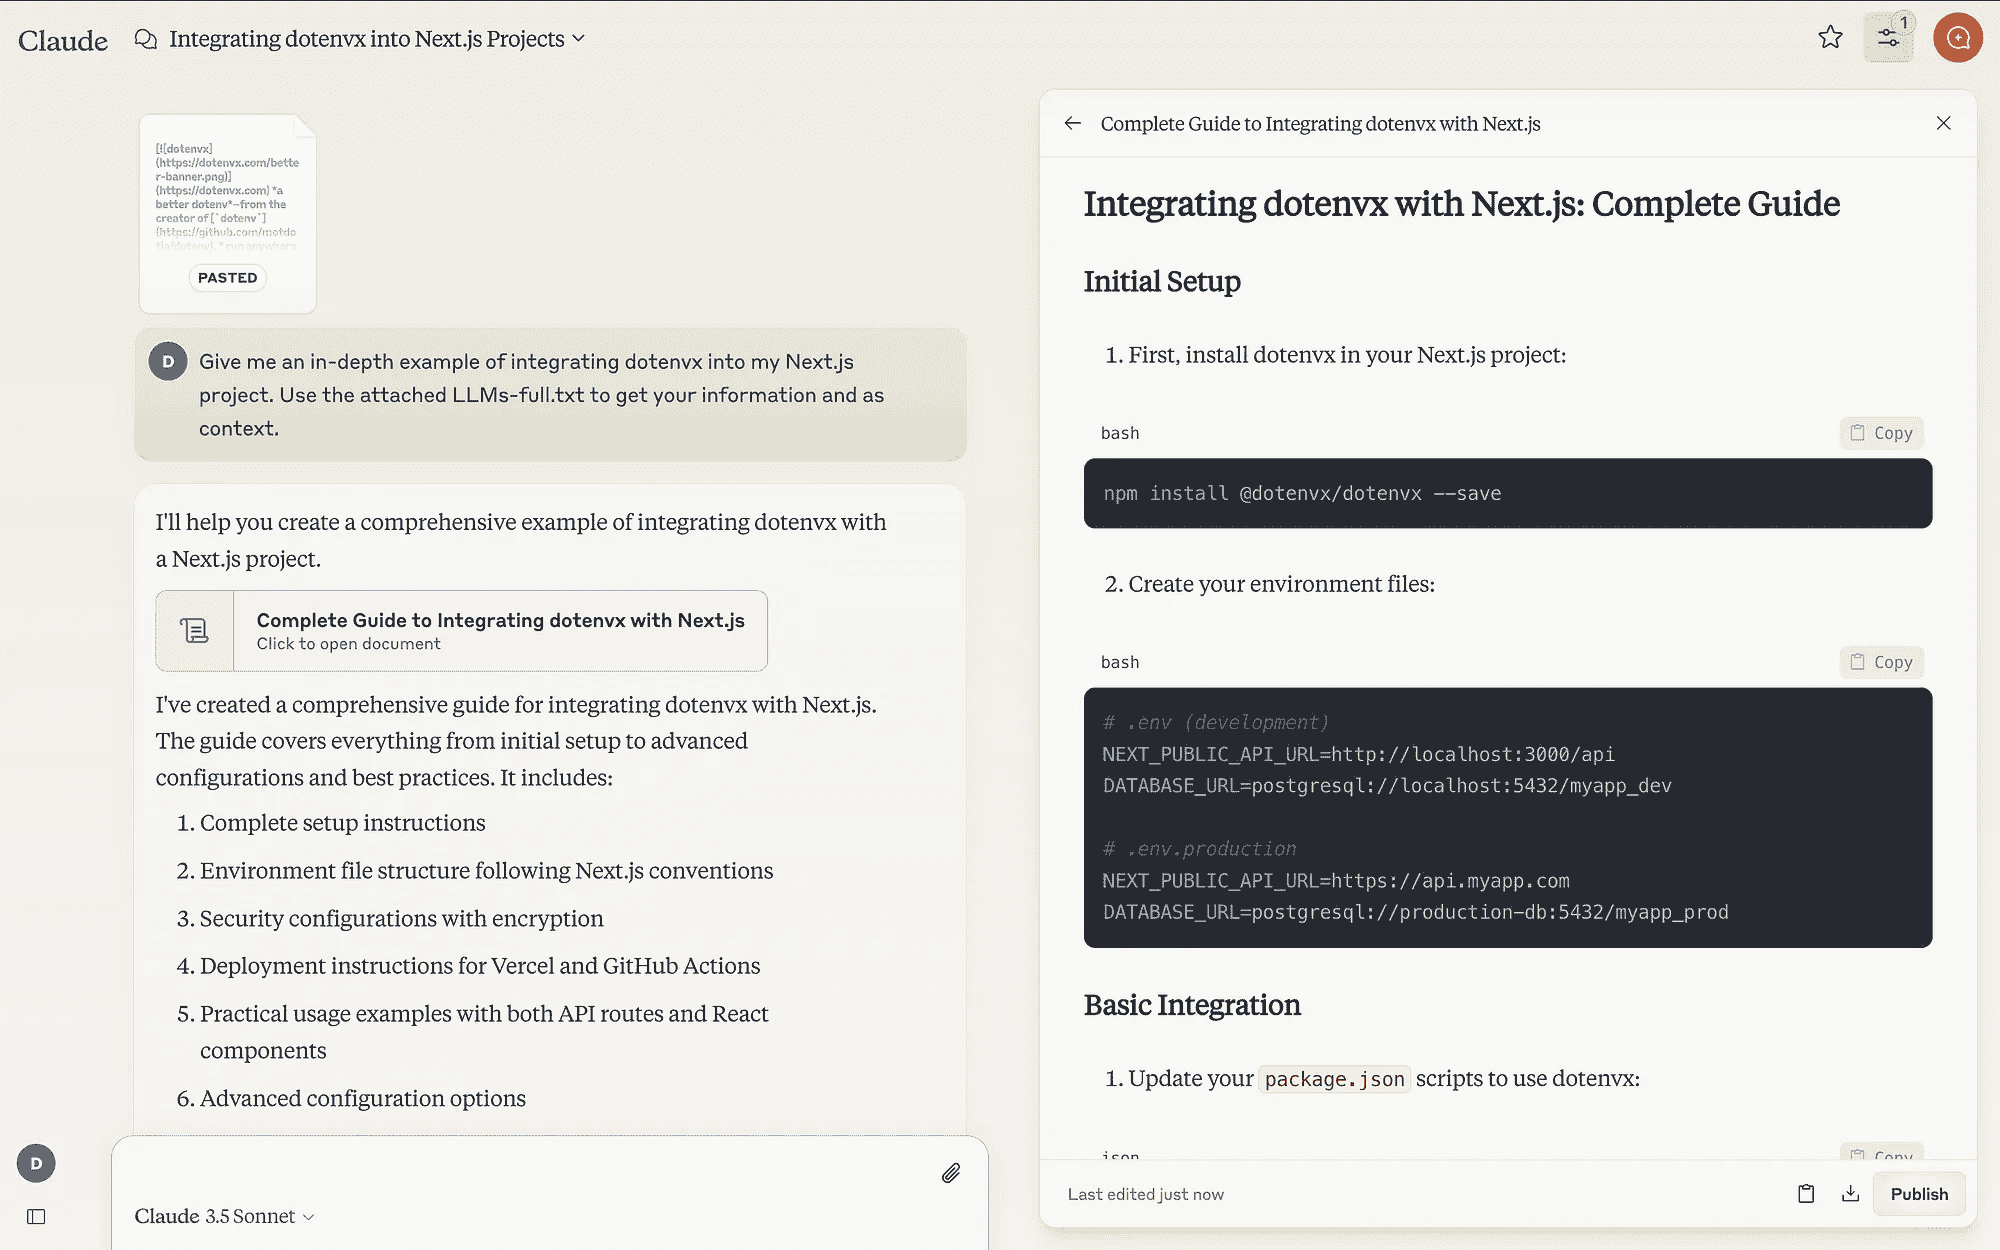 Claude
Integrating dotenvx into Next.js Projects
1
[![dotenvx]
(https://dotenvx.com/bette
r-banner.png)]
(https://dotenvx.com) *a
better dotenv*–from the
creator of [`dotenv`]
(https://github.com/motdo
tla/dotenv). * run anywhere
PASTED
D
Give me an in-depth example of integrating dotenvx into my Next.js
project. Use the attached LLMs-full.txt to get your information and as
context.
I'll help you create a comprehensive example of integrating dotenvx with
a Next.js project.
Complete Guide to Integrating dotenvx with Next.js
Click to open document
I've created a comprehensive guide for integrating dotenvx with Next.js.
The guide covers everything from initial setup to advanced
configurations and best practices. It includes:
1. Complete setup instructions
2. Environment file structure following Next.js conventions
3. Security configurations with encryption
4. Deployment instructions for Vercel and GitHub Actions
5. Practical usage examples with both API routes and React
components
6. Advanced configuration options
D
Claude 3.5 Sonnet
Complete Guide to Integrating dotenvx with Next.js
Integrating dotenvx with Next.js: Complete Guide
Initial Setup
1. First, install dotenvx in your Next.js project:
bash
Copy
npm install @dotenvx/dotenvx --save
2. Create your environment files:
bash
Copy
# .env (development)
NEXT_PUBLIC_API_URL=http://localhost:3000/api
DATABASE_URL=postgresql://localhost:5432/myapp_dev
# .env.production
NEXT_PUBLIC_API_URL=https://api.myapp.com
DATABASE_URL=postgresql://production-db:5432/myapp_prod
Basic Integration
1. Update your package.json scripts to use dotenvx:
json
Copy
Last edited just now
Publish